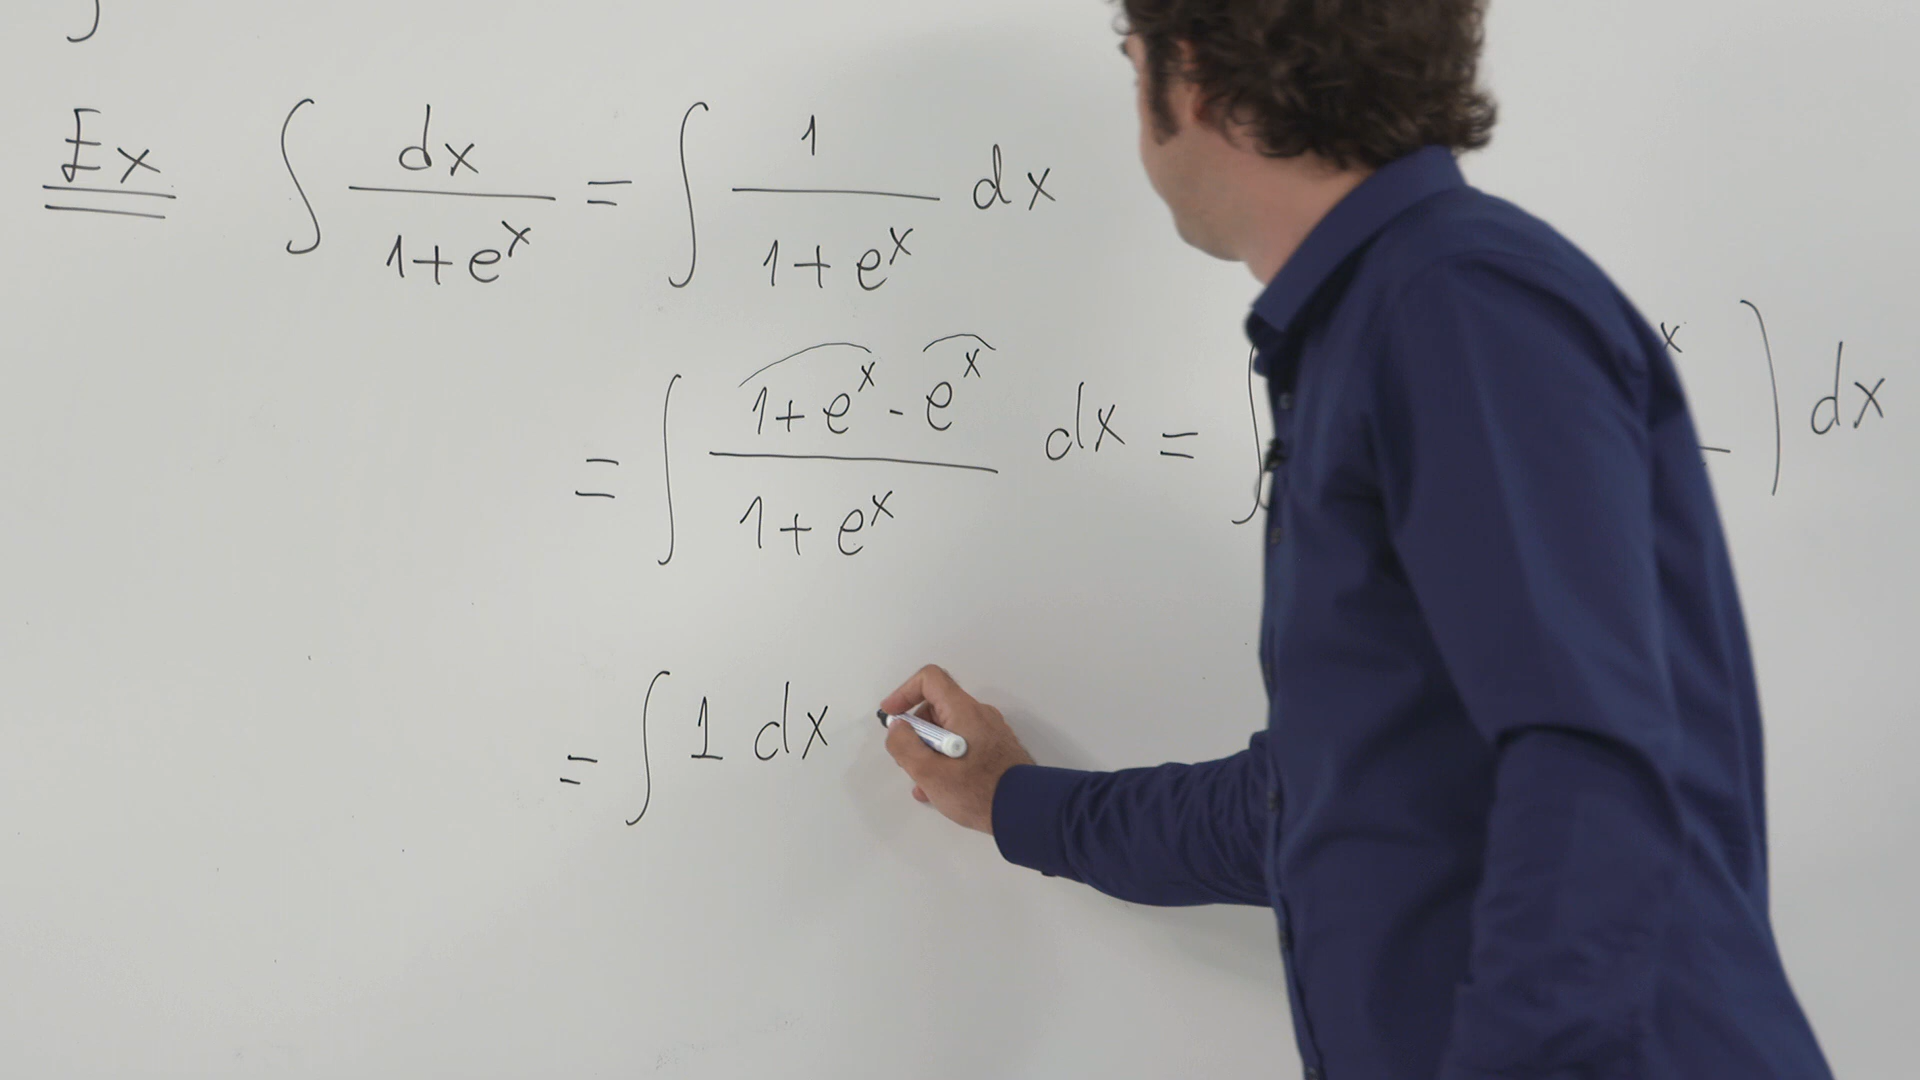 Ex ∫ dx/(1+e^x) = ∫ 1/(1+e^x) dx
= ∫ (1+e^x - e^x)/(1+e^x) dx = ∫ x ) dx
= ∫ 1 dx